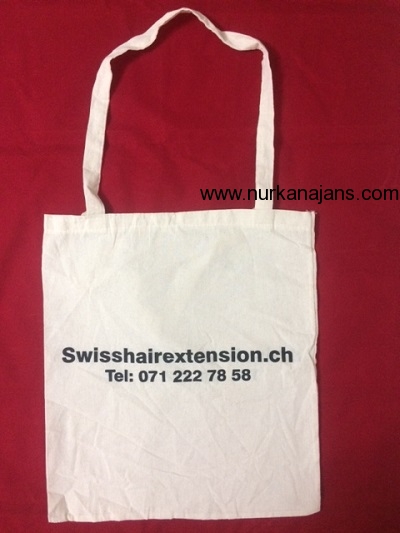 www.nurkanajans.com
Swisshairextension.ch
Tel: 071 222 78 58